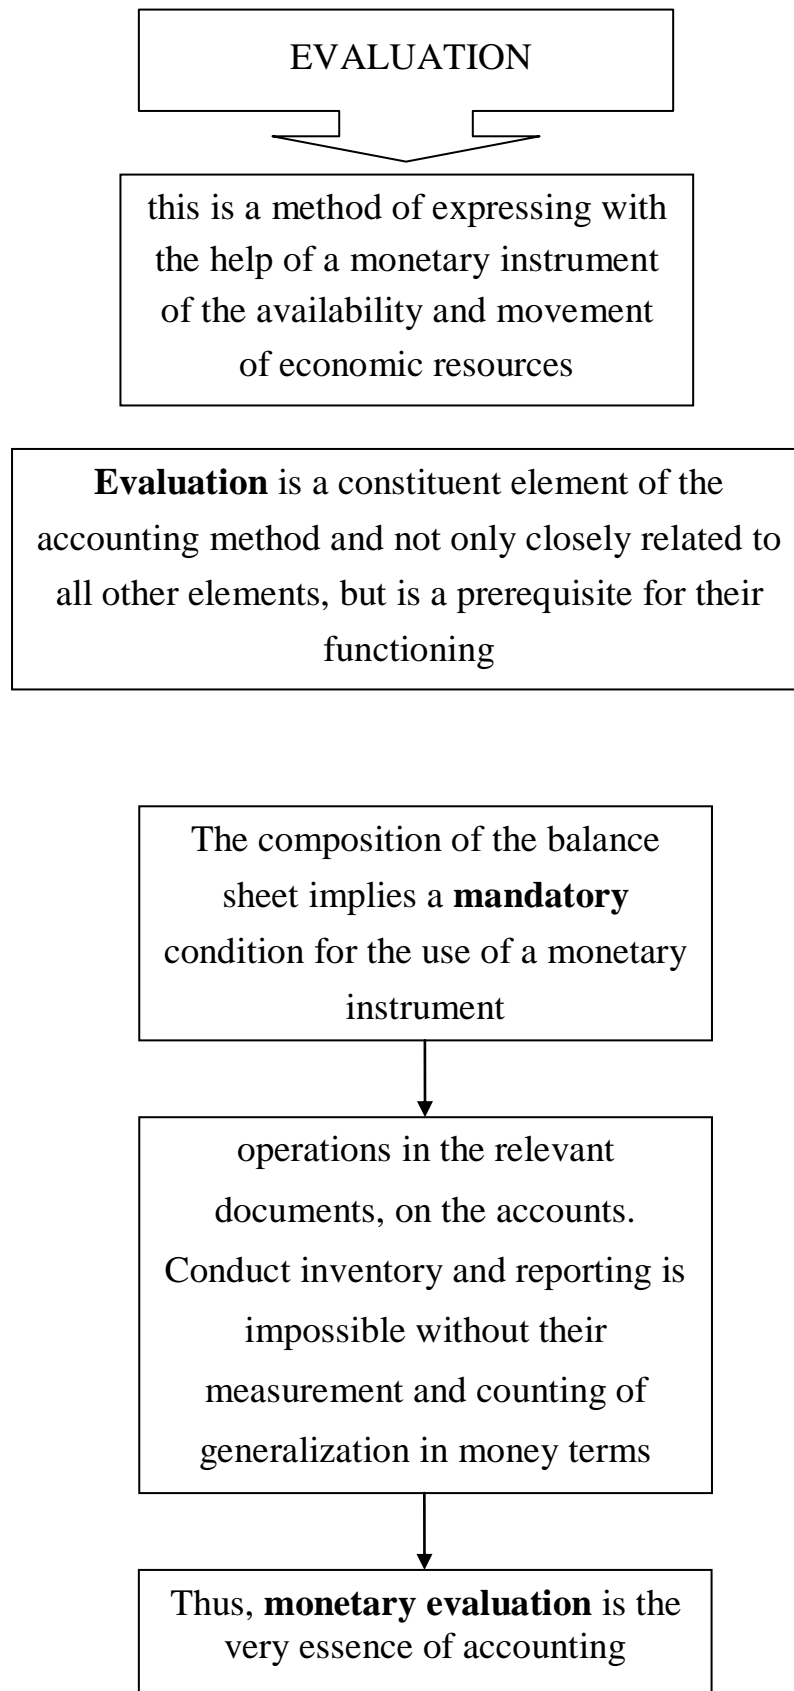 EVALUATION
this is a method of expressing with
the help of a monetary instrument
of the availability and movement
of economic resources
Evaluation is a constituent element of the
accounting method and not only closely related to
all other elements, but is a prerequisite for their
functioning
The composition of the balance
sheet implies a mandatory
condition for the use of a monetary
instrument
operations in the relevant
documents, on the accounts.
Conduct inventory and reporting is
impossible without their
measurement and counting of
generalization in money terms
Thus, monetary evaluation is the
very essence of accounting